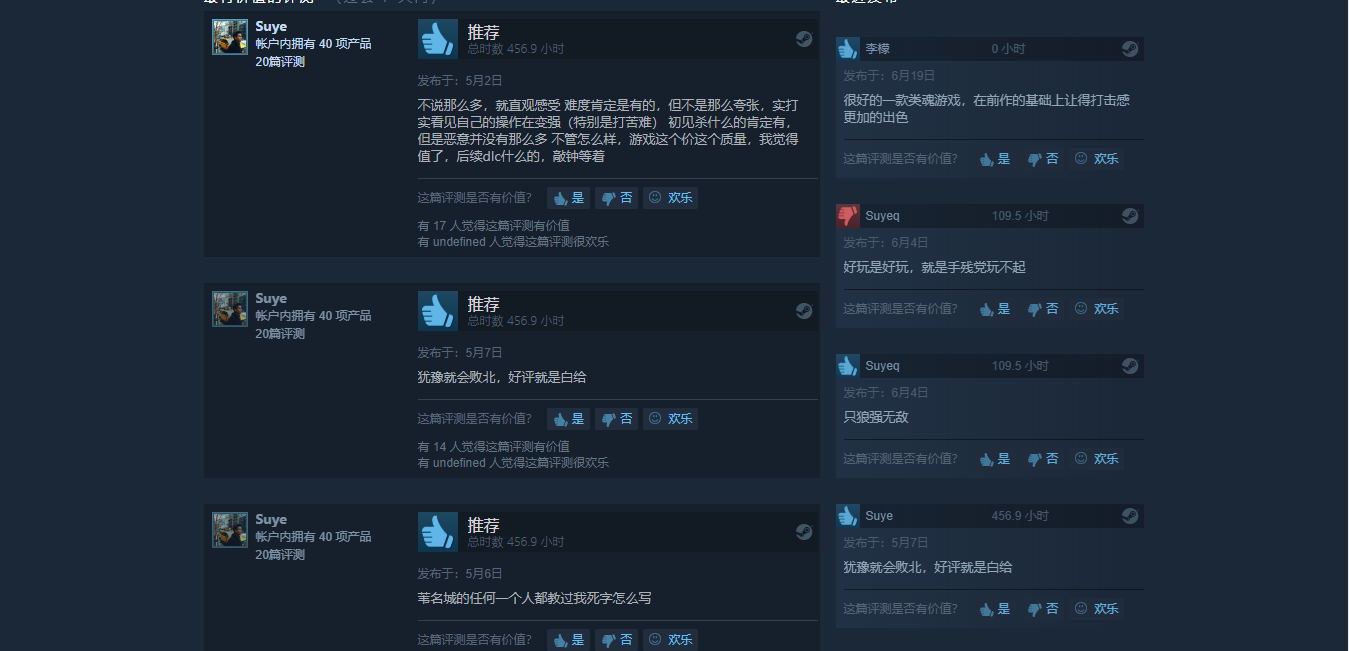 Suye
帐户内拥有 40 项产品
20篇评测
推荐
总时数 456.9 小时
发布于：5月2日
不说那么多，就直观感受 难度肯定是有的，但不是那么夸张，实打
实看见自己的操作在变强（特别是打苦难） 初见杀什么的肯定有，
但是恶意并没有那么多 不管怎么样，游戏这个价这个质量，我觉得
值了，后续dlc什么的，敲钟等着
这篇评测是否有价值? 是 否 欢乐
有 17 人觉得这篇评测有价值
有 undefined 人觉得这篇评测很欢乐
Suye
帐户内拥有 40 项产品
20篇评测
推荐
总时数 456.9 小时
发布于：5月7日
犹豫就会败北，好评就是白给
这篇评测是否有价值? 是 否 欢乐
有 14 人觉得这篇评测有价值
有 undefined 人觉得这篇评测很欢乐
Suye
帐户内拥有 40 项产品
20篇评测
推荐
总时数 456.9 小时
发布于：5月6日
苇名城的任何一个人都教过我死字怎么写
这篇评测是否有价值? 是 否 欢乐
李檬 0 小时
发布于：6月19日
很好的一款类魂游戏，在前作的基础上让得打击感
更加的出色
这篇评测是否有价值? 是 否 欢乐
Suyeq 109.5 小时
发布于：6月4日
好玩是好玩，就是手残党玩不起
这篇评测是否有价值? 是 否 欢乐
Suyeq 109.5 小时
发布于：6月4日
只狼强无敌
这篇评测是否有价值? 是 否 欢乐
Suye 456.9 小时
发布于：5月7日
犹豫就会败北，好评就是白给
这篇评测是否有价值? 是 否 欢乐